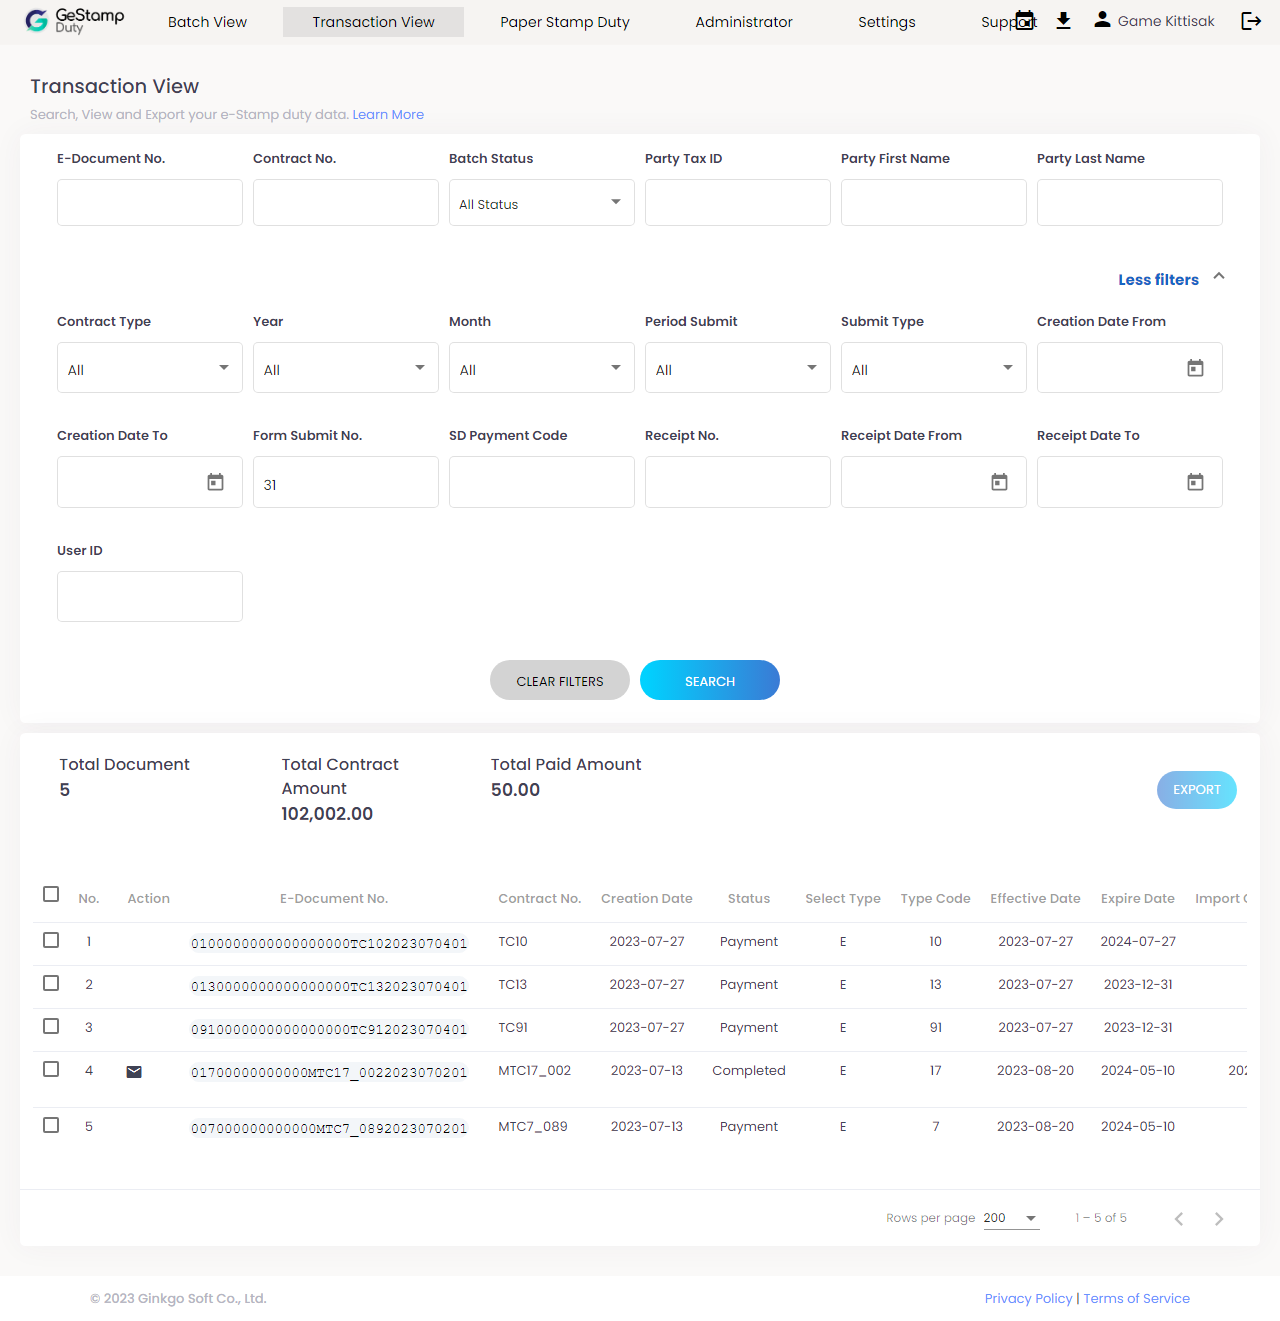 GeStamp Duty
Batch View Transaction View Paper Stamp Duty Administrator Settings Support Game Kittisak
Transaction View
Search, View and Export your e-Stamp duty data. Learn More
E-Document No. Contract No. Batch Status Party Tax ID Party First Name Party Last Name
All Status
Less filters
Contract Type Year Month Period Submit Submit Type Creation Date From
All All All All All
Creation Date To Form Submit No. SD Payment Code Receipt No. Receipt Date From Receipt Date To
31
User ID
CLEAR FILTERS SEARCH
Total Document Total Contract Amount Total Paid Amount
5 102,002.00 50.00
EXPORT
No. Action E-Document No. Contract No. Creation Date Status Select Type Type Code Effective Date Expire Date Import
1 0100000000000000000TC102023070401 TC10 2023-07-27 Payment E 10 2023-07-27 2024-07-27
2 0130000000000000000TC132023070401 TC13 2023-07-27 Payment E 13 2023-07-27 2023-12-31
3 0910000000000000000TC912023070401 TC91 2023-07-27 Payment E 91 2023-07-27 2023-12-31
4 01700000000000MTC17_0022023070201 MTC17_002 2023-07-13 Completed E 17 2023-08-20 2024-05-10 202
5 007000000000000MTC7_0892023070201 MTC7_089 2023-07-13 Payment E 7 2023-08-20 2024-05-10
Rows per page 200 1 – 5 of 5
© 2023 Ginkgo Soft Co., Ltd. Privacy Policy | Terms of Service